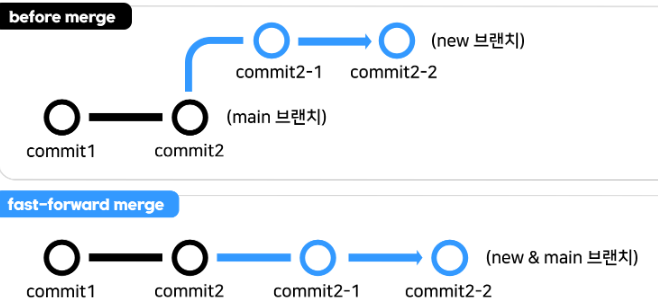 before merge
(new 브랜치)
commit2-1 commit2-2
(main 브랜치)
commit1 commit2
fast-forward merge
(new & main 브랜치)
commit1 commit2 commit2-1 commit2-2